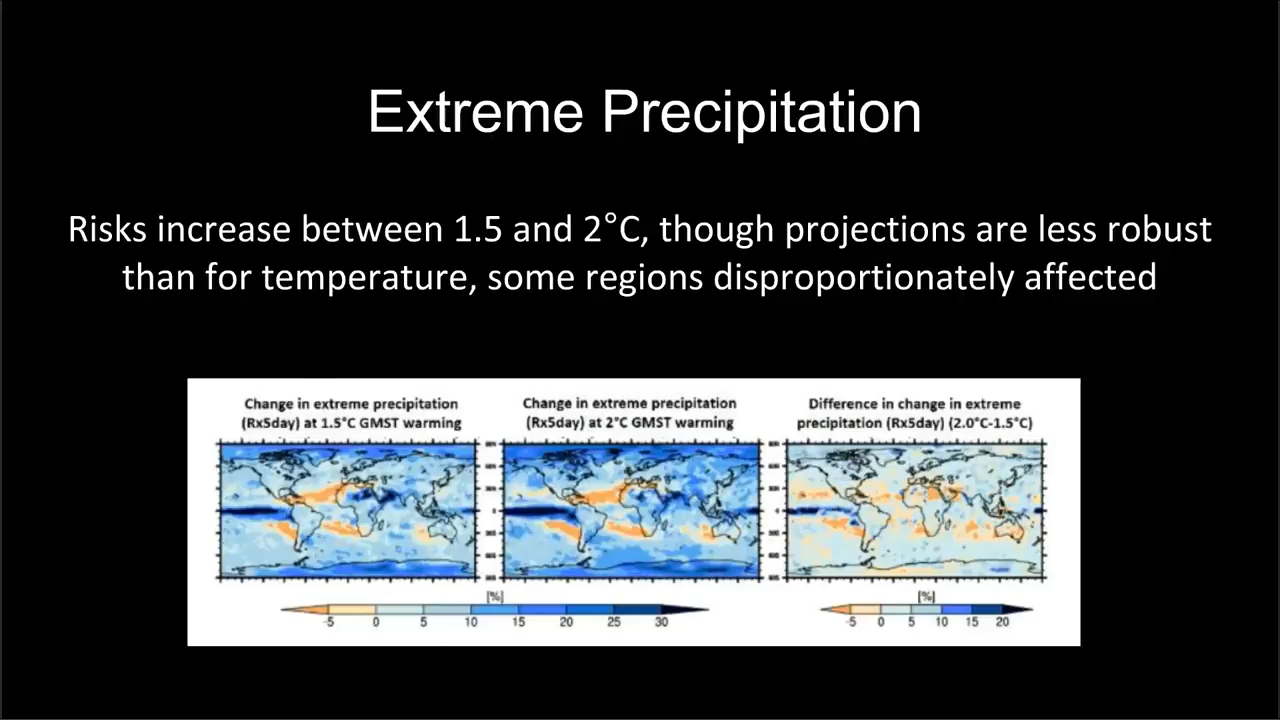 Extreme Precipitation
Risks increase between 1.5 and 2°C, though projections are less robust
than for temperature, some regions disproportionately affected
Change in extreme precipitation
(Rx5day) at 1.5°C GMST warming
Change in extreme precipitation
(Rx5day) at 2°C GMST warming
Difference in change in extreme
precipitation (Rx5day) (2.0°C-1.5°C)
[%]
-5 0 5 10 15 20 25 30
[%]
-5 0 5 10 15 20